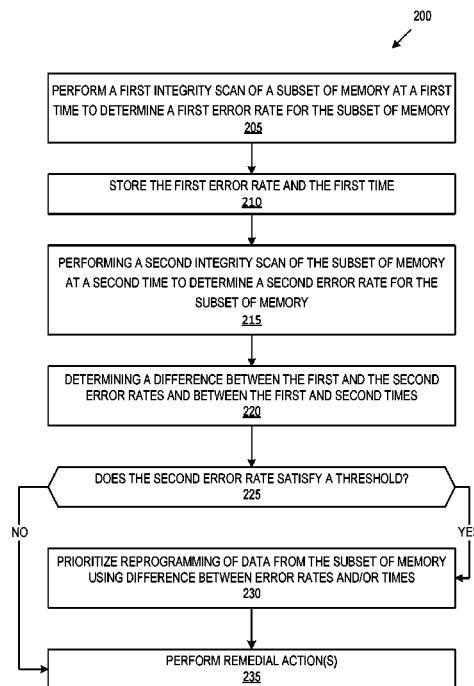 200
PERFORM A FIRST INTEGRITY SCAN OF A SUBSET OF MEMORY AT A FIRST
TIME TO DETERMINE A FIRST ERROR RATE FOR THE SUBSET OF MEMORY
205
STORE THE FIRST ERROR RATE AND THE FIRST TIME
210
PERFORMING A SECOND INTEGRITY SCAN OF THE SUBSET OF MEMORY
AT A SECOND TIME TO DETERMINE A SECOND ERROR RATE FOR THE
SUBSET OF MEMORY
215
DETERMINING A DIFFERENCE BETWEEN THE FIRST AND THE SECOND
ERROR RATES AND BETWEEN THE FIRST AND SECOND TIMES
220
DOES THE SECOND ERROR RATE SATISFY A THRESHOLD?
225
NO
YES
PRIORITIZE REPROGRAMMING OF DATA FROM THE SUBSET OF MEMORY
USING DIFFERENCE BETWEEN ERROR RATES AND/OR TIMES
230
PERFORM REMEDIAL ACTION(S)
235